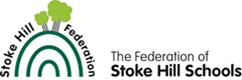 Stoke Hill Federation
The Federation of
Stoke Hill Schools